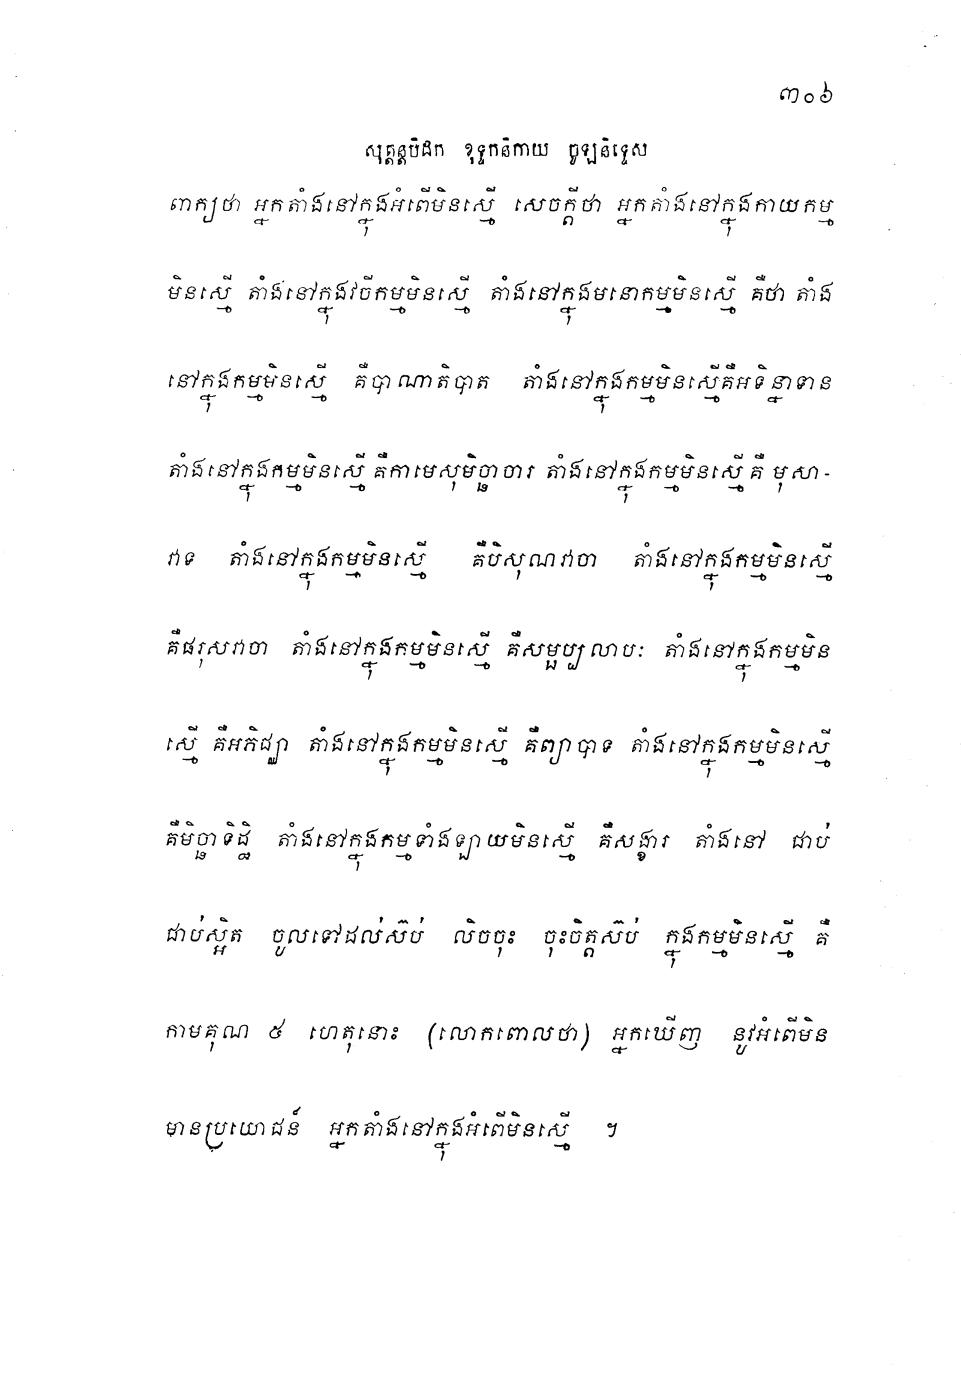 ៣០៦
សុត្តន្តបិដក ខុទ្ទកនិកាយ ចូឡនិទ្ទេស
ពាក្យថា អ្នកតាំងនៅក្នុងអំពើមិនស្មើ សេចក្តីថា អ្នកតាំងនៅក្នុងកាយកម្ម
មិនស្មើ តាំងនៅក្នុងវចីកម្មមិនស្មើ តាំងនៅក្នុងមនោកម្មមិនស្មើ គឺថា តាំង
នៅក្នុងកម្មមិនស្មើ គឺបាណាតិបាត តាំងនៅក្នុងកម្មមិនស្មើគឺអទិន្នាទាន
តាំងនៅក្នុងកម្មមិនស្មើ គឺកាមេសុមិច្ឆាចារ តាំងនៅក្នុងកម្មមិនស្មើគឺ មុសា-
វាទ តាំងនៅក្នុងកម្មមិនស្មើ គឺបិសុណវាចា តាំងនៅក្នុងកម្មមិនស្មើ
គឺផរុសវាចា តាំងនៅក្នុងកម្មមិនស្មើ គឺសម្ផប្បលាបៈ តាំងនៅក្នុងកម្មមិន
ស្មើ គឺអភិជ្ឈា តាំងនៅក្នុងកម្មមិនស្មើ គឺព្យាបាទ តាំងនៅក្នុងកម្មមិនស្មើ
គឺមិច្ឆាទិដ្ឋិ តាំងនៅក្នុងកម្មទាំងឡាយមិនស្មើ គឺសង្ខារ តាំងនៅ ជាប់
ជាប់ស្អិត ចូលទៅដល់ស៊ប់ លិចចុះ ចុះចិត្តស៊ប់ ក្នុងកម្មមិនស្មើ គឺ
កាមគុណ ៥ ហេតុនោះ (លោកពោលថា) អ្នកឃើញ នូវអំពើមិន
មានប្រយោជន៍ អ្នកតាំងនៅក្នុងអំពើមិនស្មើ ។